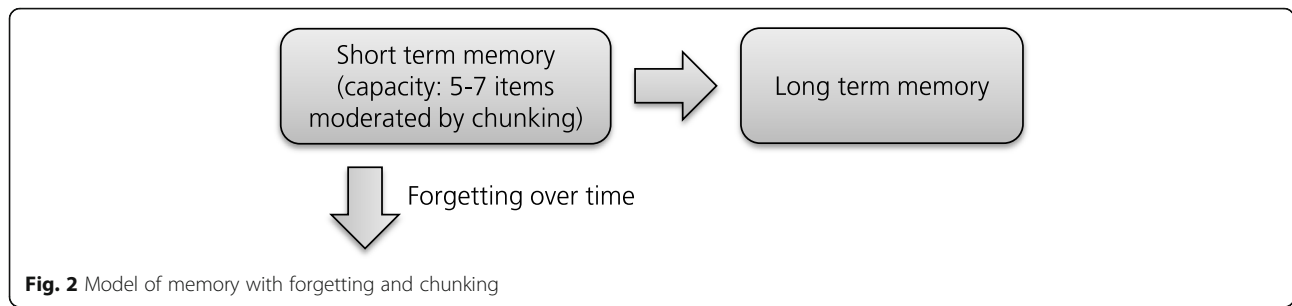 Short term memory
(capacity: 5-7 items
moderated by chunking)
Long term memory
Forgetting over time
Fig. 2 Model of memory with forgetting and chunking